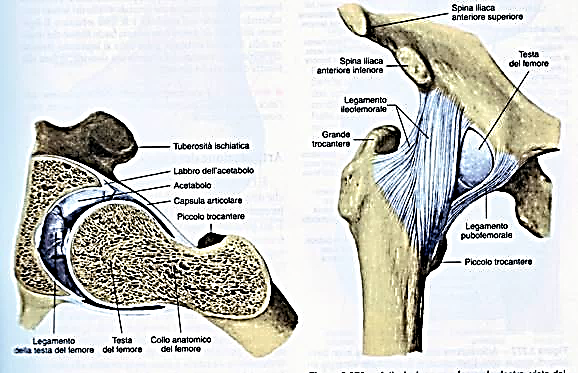 Tuberosità ischiatica
Labbro dell'acetabolo
Acetabolo
Capsula articolare
Piccolo trocantere
Legamento
della testa del femore
Testa
del femore
Collo anatomico
del femore
Spina iliaca
anteriore superiore
Spina iliaca
anteriore inferiore
Testa
del femore
Legamento
ileofemorale
Grande
trocantere
Legamento
pubofemorale
Piccolo trocantere